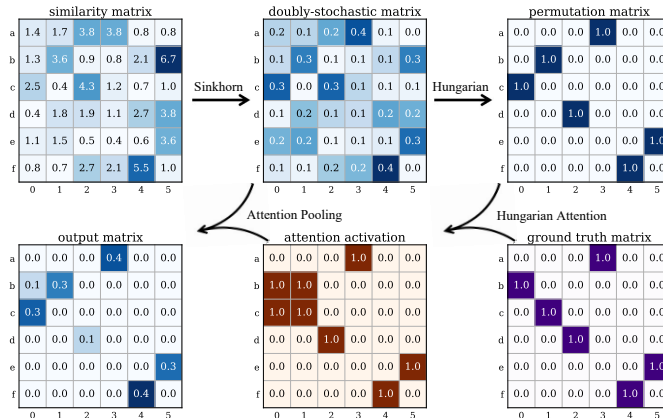 similarity matrix
a 1.4 1.7 3.8 3.8 0.8 0.8
b 1.3 3.6 0.9 0.8 2.1 6.7
c 2.5 0.4 4.3 1.2 0.7 1.0
d 0.4 1.8 1.9 1.1 2.7 3.8
e 1.1 1.5 0.5 0.4 0.6 3.6
f 0.8 0.7 2.7 2.1 5.5 1.0
0 1 2 3 4 5
Sinkhorn
doubly-stochastic matrix
a 0.2 0.1 0.2 0.4 0.1 0.0
b 0.1 0.3 0.1 0.1 0.1 0.3
c 0.3 0.0 0.3 0.1 0.1 0.1
d 0.1 0.2 0.1 0.1 0.2 0.2
e 0.2 0.2 0.1 0.1 0.1 0.3
f 0.1 0.1 0.2 0.2 0.4 0.0
0 1 2 3 4 5
Hungarian
permutation matrix
a 0.0 0.0 0.0 1.0 0.0 0.0
b 0.0 1.0 0.0 0.0 0.0 0.0
c 1.0 0.0 0.0 0.0 0.0 0.0
d 0.0 0.0 1.0 0.0 0.0 0.0
e 0.0 0.0 0.0 0.0 0.0 1.0
f 0.0 0.0 0.0 0.0 1.0 0.0
0 1 2 3 4 5
Attention Pooling
Hungarian Attention
output matrix
a 0.0 0.0 0.0 0.4 0.0 0.0
b 0.1 0.3 0.0 0.0 0.0 0.0
c 0.3 0.0 0.0 0.0 0.0 0.0
d 0.0 0.0 0.1 0.0 0.0 0.0
e 0.0 0.0 0.0 0.0 0.0 0.3
f 0.0 0.0 0.0 0.0 0.4 0.0
0 1 2 3 4 5
attention activation
a 0.0 0.0 0.0 1.0 0.0 0.0
b 1.0 1.0 0.0 0.0 0.0 0.0
c 1.0 1.0 0.0 0.0 0.0 0.0
d 0.0 0.0 1.0 0.0 0.0 0.0
e 0.0 0.0 0.0 0.0 0.0 1.0
f 0.0 0.0 0.0 0.0 1.0 0.0
0 1 2 3 4 5
ground truth matrix
a 0.0 0.0 0.0 1.0 0.0 0.0
b 1.0 0.0 0.0 0.0 0.0 0.0
c 0.0 1.0 0.0 0.0 0.0 0.0
d 0.0 0.0 1.0 0.0 0.0 0.0
e 0.0 0.0 0.0 0.0 0.0 1.0
f 0.0 0.0 0.0 0.0 1.0 0.0
0 1 2 3 4 5